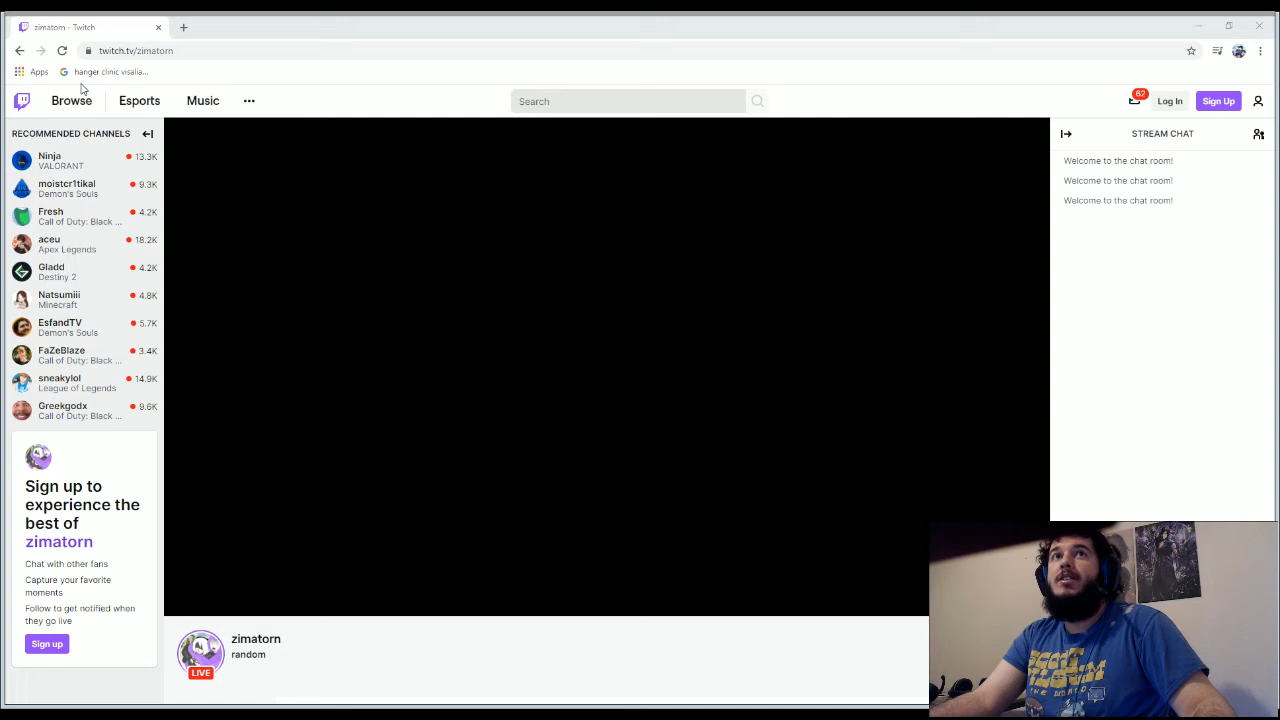 zimatorn - Twitch
twitch.tv/zimatorn
Apps
hanger clinic visalia...
Browse
Esports
Music
Search
62
Log In
Sign Up
RECOMMENDED CHANNELS
Ninja
13.3K
VALORANT
moistcr1tikal
9.3K
Demon's Souls
Fresh
4.2K
Call of Duty: Black ...
aceu
18.2K
Apex Legends
Gladd
4.2K
Destiny 2
Natsumiii
4.8K
Minecraft
EsfandTV
5.7K
Demon's Souls
FaZeBlaze
3.4K
Call of Duty: Black ...
sneakylol
14.9K
League of Legends
Greekgodx
9.6K
Call of Duty: Black ...
Sign up to
experience the
best of
zimatorn
Chat with other fans
Capture your favorite
moments
Follow to get notified when
they go live
Sign up
zimatorn
random
LIVE
STREAM CHAT
Welcome to the chat room!
Welcome to the chat room!
Welcome to the chat room!